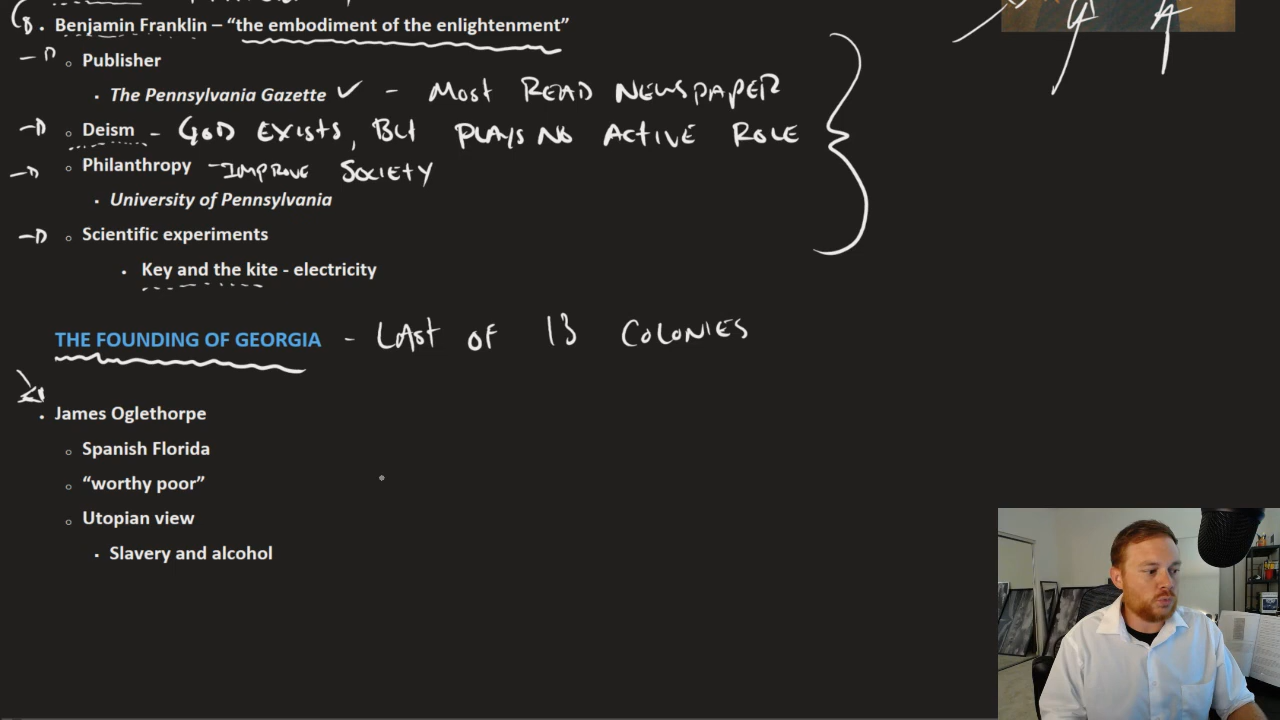 Benjamin Franklin – “the embodiment of the enlightenment”
Publisher
The Pennsylvania Gazette ✓ - MOST READ NEWSPAPER
Deism - GOD EXISTS, BUT PLAYS NO ACTIVE ROLE
Philanthropy - IMPROVE SOCIETY
University of Pennsylvania
Scientific experiments
Key and the kite - electricity
THE FOUNDING OF GEORGIA - LAST OF 13 COLONIES
James Oglethorpe
Spanish Florida
“worthy poor”
Utopian view
Slavery and alcohol